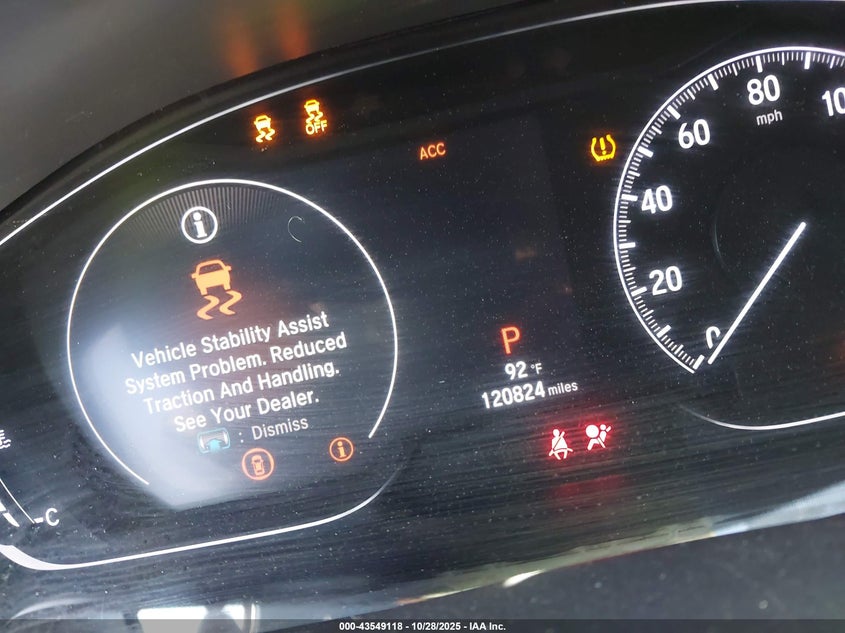 OFF
ACC
80
mph
60
40
20
0
10
i
Vehicle Stability Assist
System Problem. Reduced
Traction And Handling.
See Your Dealer.
: Dismiss
i
P
92 °F
120824 miles
C
000-43549118 - 10/28/2025 - IAA Inc.